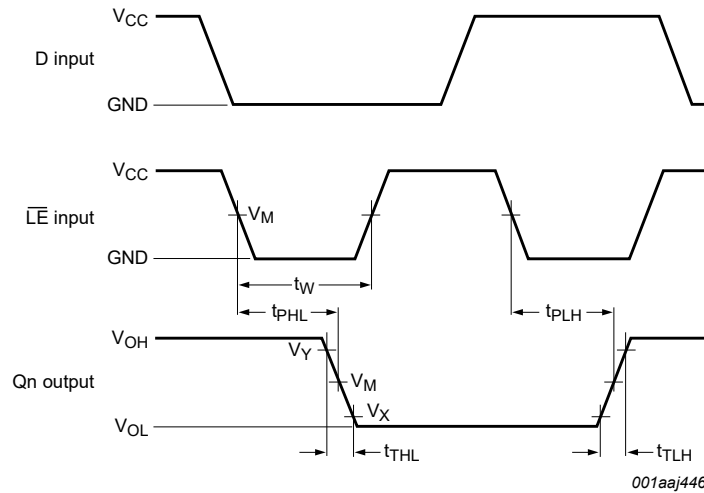 VCC
D input
GND
VCC
L̅E̅ input
VM
GND
tW
tPHL
tPLH
VOH
VY
Qn output
VM
VX
VOL
tTHL
tTLH
001aaj446